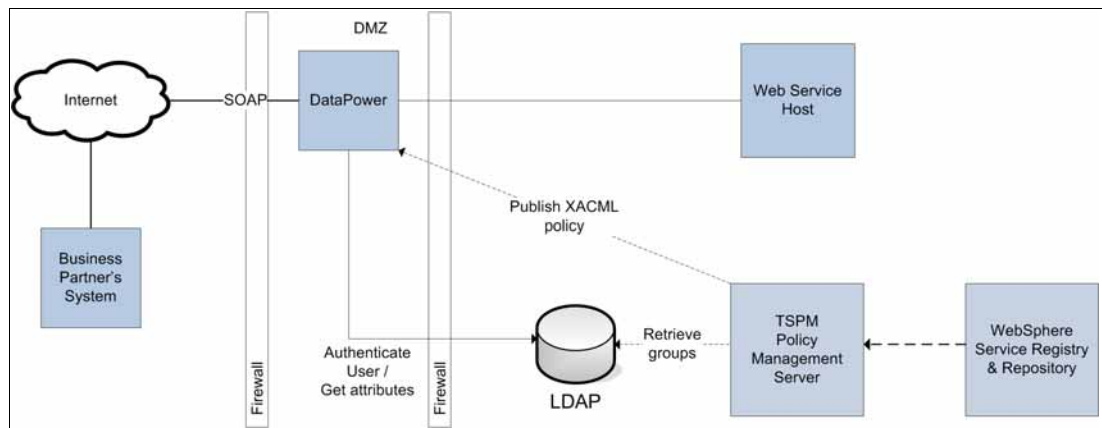 DMZ
Internet
SOAP
DataPower
Web Service
Host
Publish XACML
policy
Business
Partner's
System
Authenticate
User /
Get attributes
Firewall
Firewall
LDAP
Retrieve
groups
TSPM
Policy
Management
Server
WebSphere
Service Registry
& Repository